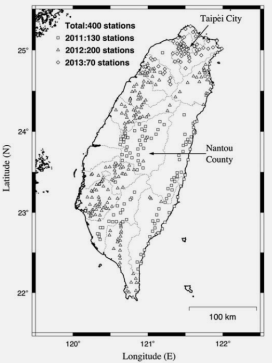 Taipei City
Total:400 stations
2011:130 stations
2012:200 stations
2013:70 stations
25°
24°
Nantou
County
23°
22°
Latitude (N)
100 km
120°
121°
122°
Longitude (E)